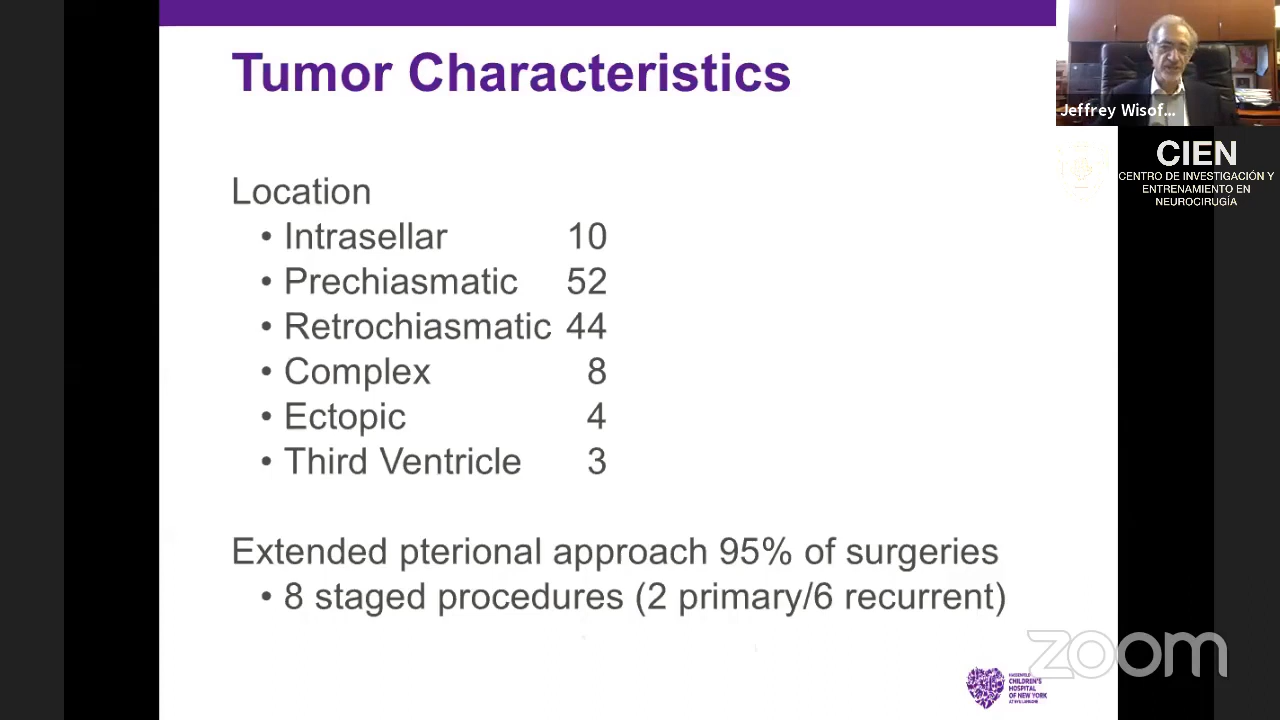 Tumor Characteristics
Location
• Intrasellar 10
• Prechiasmatic 52
• Retrochiasmatic 44
• Complex 8
• Ectopic 4
• Third Ventricle 3
Extended pterional approach 95% of surgeries
• 8 staged procedures (2 primary/6 recurrent)
Jeffrey Wisof...
CIEN
CENTRO DE INVESTIGACIÓN Y
ENTRENAMIENTO EN
NEUROCIRUGÍA
zoom
CHILDREN'S
HOSPITAL
OF NEW YORK